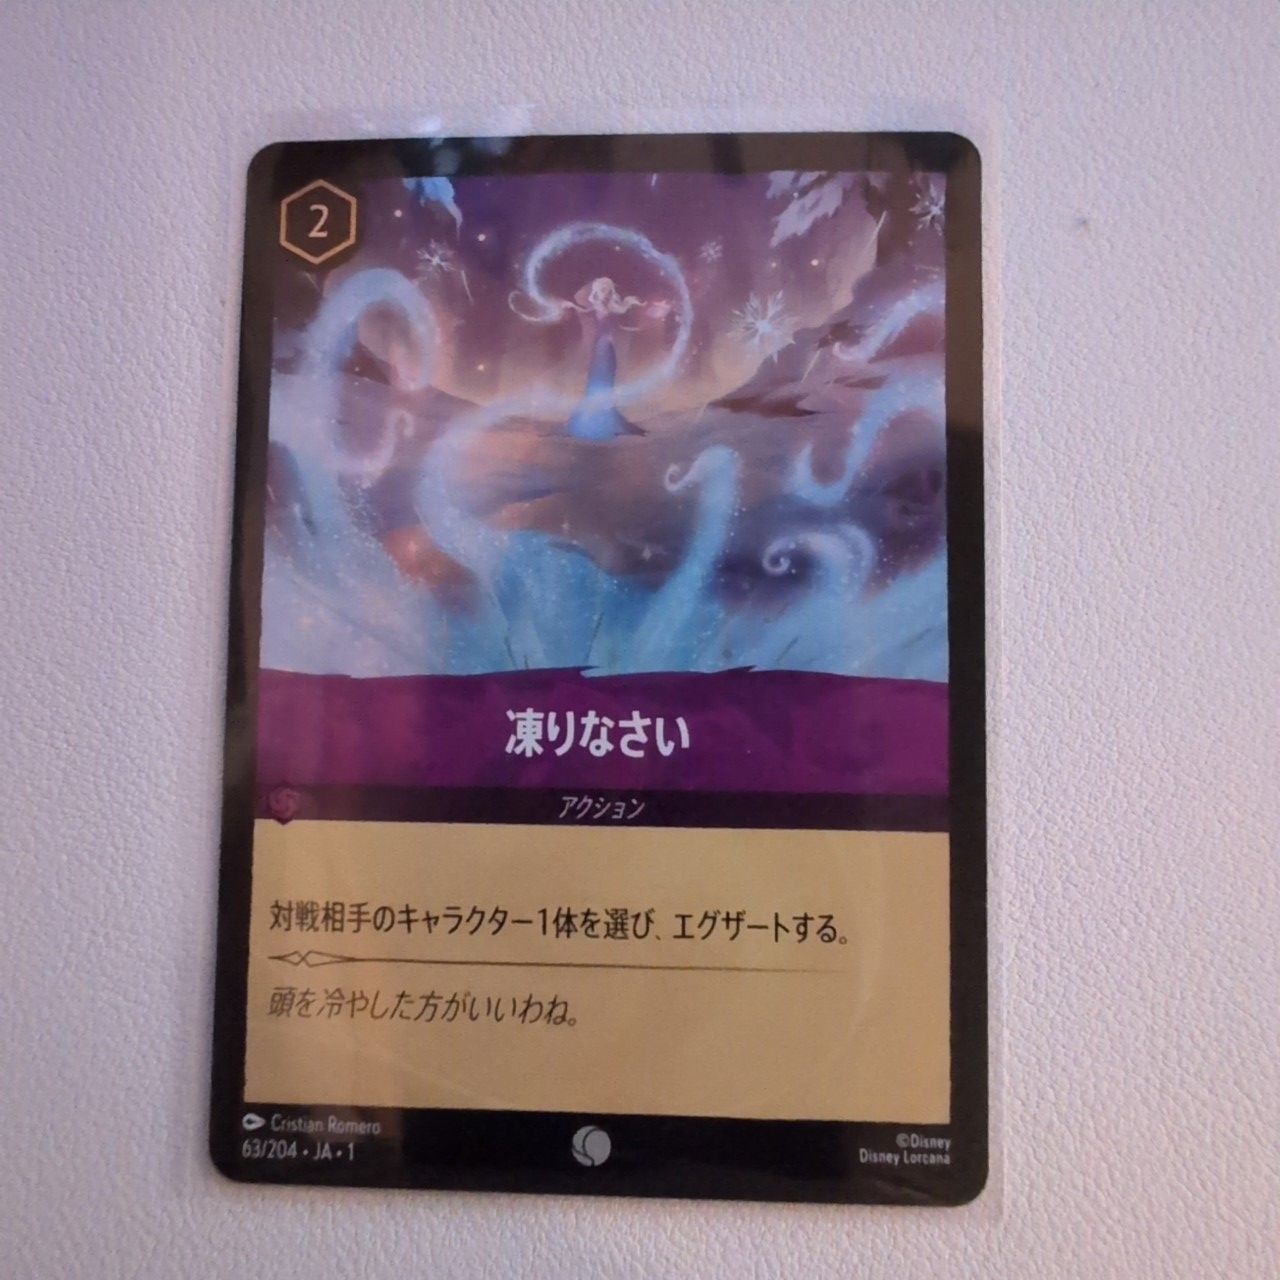 2
凍りなさい
アクション
対戦相手のキャラクター1体を選び、エグザートする。
頭を冷やした方がいいわね。
Cristian Romero
63/204 • JA • 1
©Disney
Disney Lorcana